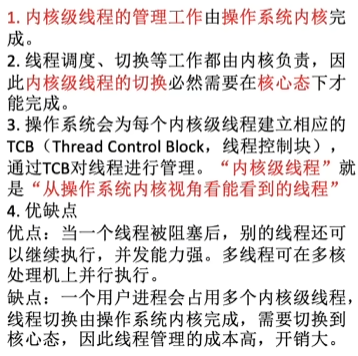 1. 内核级线程的管理工作由操作系统内核完
成。
2. 线程调度、切换等工作都由内核负责，因
此内核级线程的切换必然需要在核心态下才
能完成。
3. 操作系统会为每个内核级线程建立相应的
TCB（Thread Control Block，线程控制块），
通过TCB对线程进行管理。“内核级线程”就
是“从操作系统内核视角看能看到的线程”
4. 优缺点
优点：当一个线程被阻塞后，别的线程还可
以继续执行，并发能力强。多线程可在多核
处理机上并行执行。
缺点：一个用户进程会占用多个内核级线程，
线程切换由操作系统内核完成，需要切换到
核心态，因此线程管理的成本高，开销大。